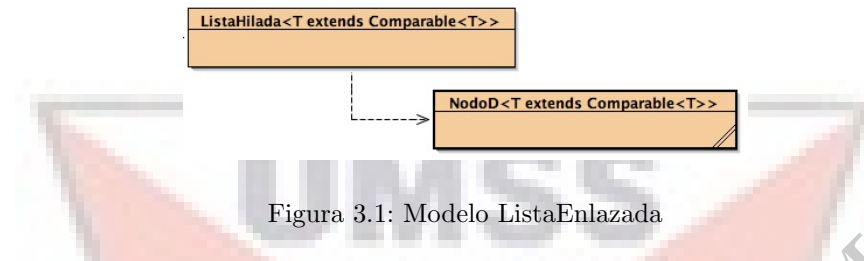 ListaHilada<T extends Comparable<T>>
NodoD<T extends Comparable<T>>
UMSS
Figura 3.1: Modelo ListaEnlazada